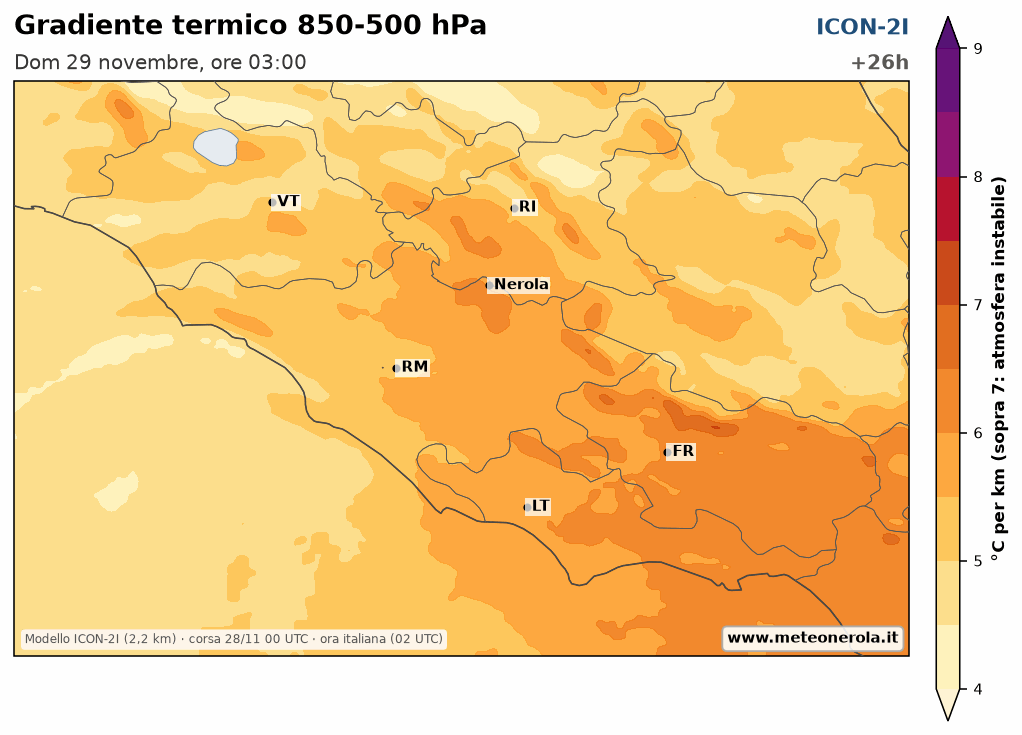 Gradiente termico 850-500 hPa
ICON-2I
Dom 29 novembre, ore 03:00
+26h
VT
RI
Nerola
RM
FR
LT
Modello ICON-2I (2,2 km) · corsa 28/11 00 UTC · ora italiana (02 UTC)
www.meteonerola.it
9
8
7
6
5
4
°C per km (sopra 7: atmosfera instabile)